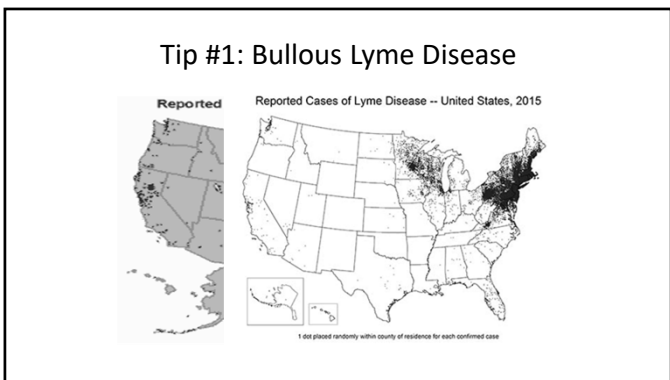 Tip #1: Bullous Lyme Disease
Reported
Reported Cases of Lyme Disease -- United States, 2015
1 dot placed randomly within county of residence for each confirmed case